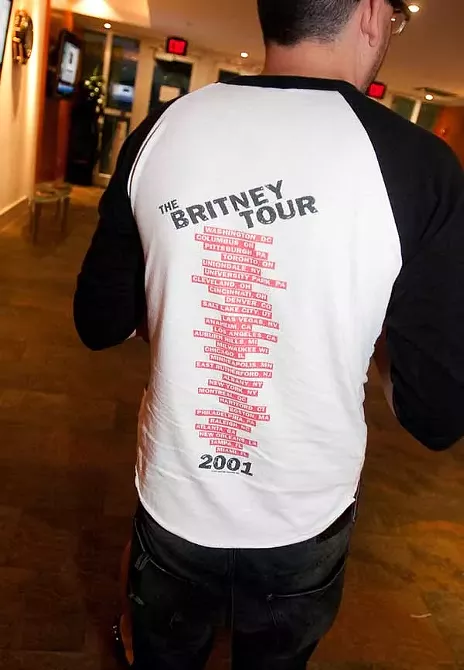 THE
BRITNEY
TOUR
WASHINGTON, DC
COLUMBUS, OH
PITTSBURGH, PA
TORONTO, ON
UNIONDALE, NY
UNIVERSITY PARK, PA
CLEVELAND, OH
CINCINNATI, OH
DENVER, CO
SALT LAKE CITY, UT
LAS VEGAS, NV
ANAHEIM, CA
LOS ANGELES, CA
AUBURN HILLS, MI
MILWAUKEE, WI
CHICAGO, IL
MINNEAPOLIS, MN
EAST RUTHERFORD, NJ
ALBANY, NY
NEW YORK, NY
MONTREAL, QC
HARTFORD, CT
BOSTON, MA
PHILADELPHIA, PA
RALEIGH, NC
ATLANTA, GA
NEW ORLEANS, LA
TAMPA, FL
MIAMI, FL
2001
EXIT